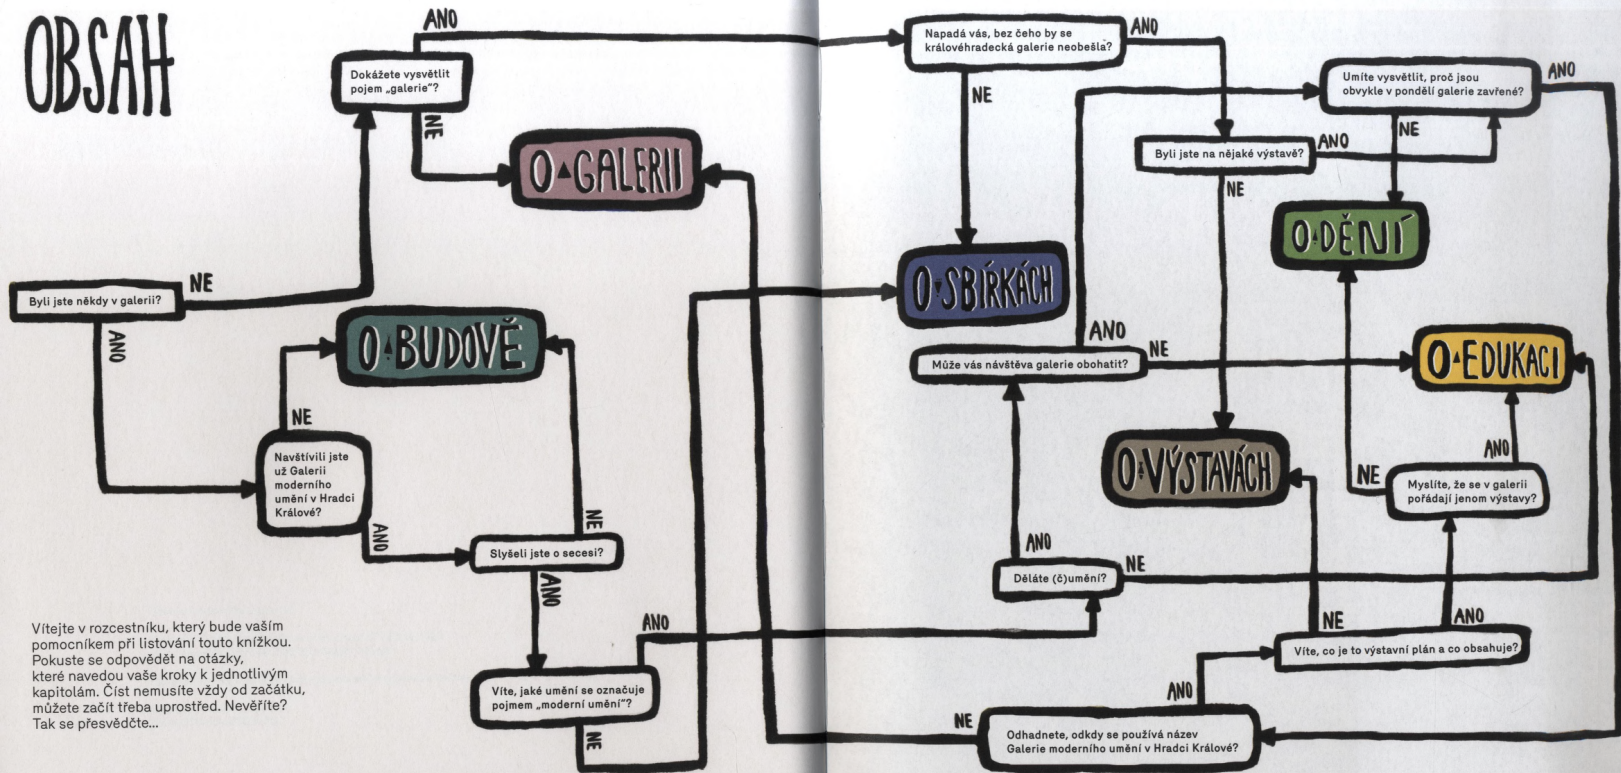 OBSAH
ANO
Dokážete vysvětlit
pojem „galerie“?
NE
O GALERII
Byli jste někdy v galerii?
NE
ANO
O BUDOVĚ
NE
Navštívili jste
už Galerii
moderního
umění v Hradci
Králové?
ANO
NE
Slyšeli jste o secesi?
ANO
Víte, jaké umění se označuje
pojmem „moderní umění“?
ANO
NE
Vítejte v rozcestníku, který bude vaším
pomocníkem při listování touto knížkou.
Pokuste se odpovědět na otázky,
které navedou vaše kroky k jednotlivým
kapitolám. Číst nemusíte vždy od začátku,
můžete začít třeba uprostřed. Nevěříte?
Tak se přesvědčte...
Napadá vás, bez čeho by se
královéhradecká galerie neobešla?
ANO
NE
Umíte vysvětlit, proč jsou
obvykle v pondělí galerie zavřené?
ANO
NE
Byli jste na nějaké výstavě?
ANO
NE
O DĚNÍ
O SBÍRKÁCH
ANO
Může vás návštěva galerie obohatit?
NE
O EDUKACI
O VÝSTAVÁCH
ANO
NE
Myslíte, že se v galerii
pořádají jenom výstavy?
ANO
Děláte (č)umění?
NE
NE
ANO
Víte, co je to výstavní plán a co obsahuje?
ANO
NE
Odhadnete, odkdy se používá název
Galerie moderního umění v Hradci Králové?